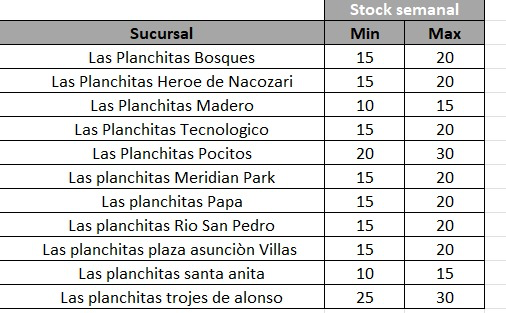 Stock semanal
Sucursal Min Max
Las Planchitas Bosques 15 20
Las Planchitas Heroe de Nacozari 15 20
Las Planchitas Madero 10 15
Las Planchitas Tecnologico 15 20
Las Planchitas Pocitos 20 30
Las planchitas Meridian Park 15 20
Las planchitas Papa 15 20
Las planchitas Rio San Pedro 15 20
Las planchitas plaza asunciòn Villas 15 20
Las planchitas santa anita 10 15
Las planchitas trojes de alonso 25 30